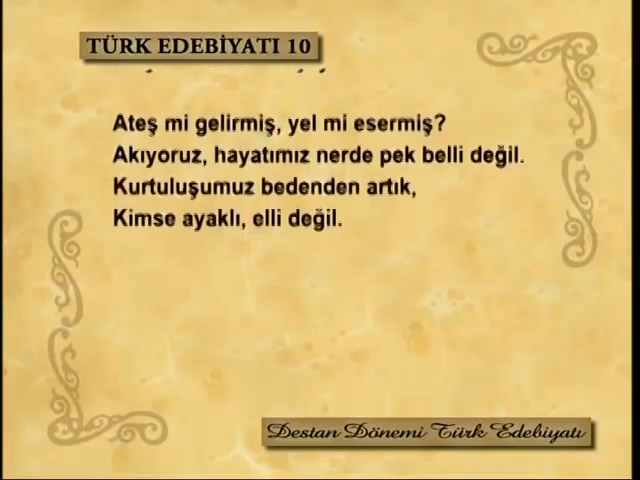 TÜRK EDEBİYATI 10
Ateş mi gelirmiş, yel mi esermiş?
Akıyoruz, hayatımız nerde pek belli değil.
Kurtuluşumuz bedenden artık,
Kimse ayaklı, elli değil.
Destan Dönemi Türk Edebiyatı